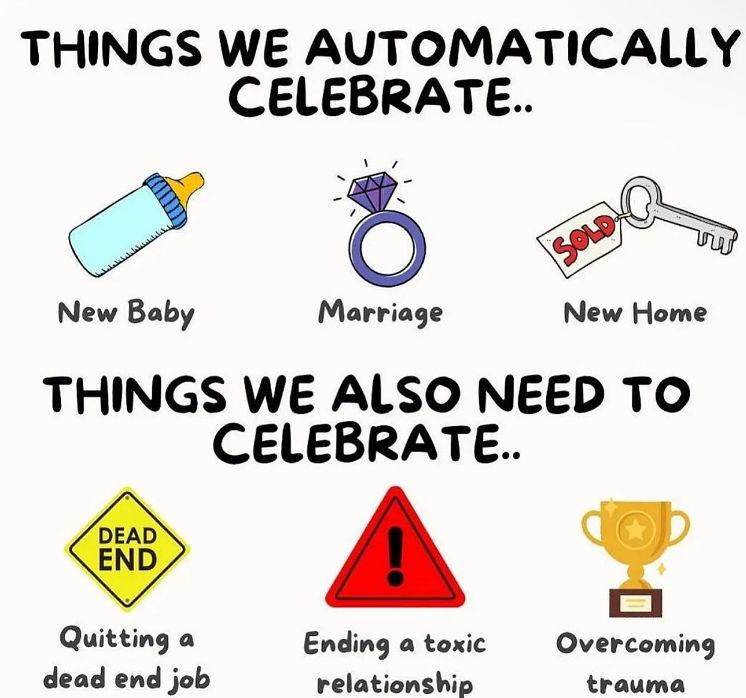 THINGS WE AUTOMATICALLY
CELEBRATE..
SOLD
New Baby
Marriage
New Home
THINGS WE ALSO NEED TO
CELEBRATE..
DEAD
END
!
Quitting a
dead end job
Ending a toxic
relationship
Overcoming
trauma